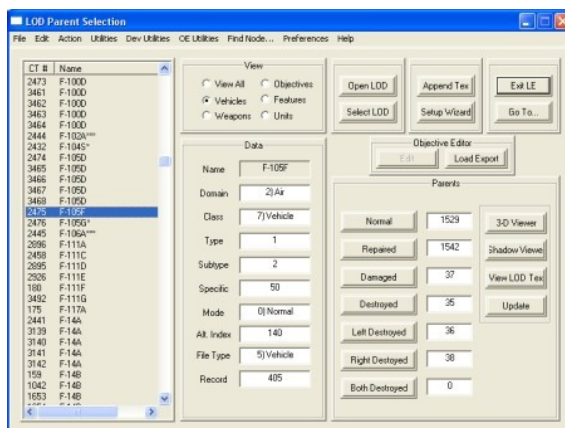 LOD Parent Selection
File Edit Action Utilities Dev Utilities OE Utilities Find Node... Preferences Help
CT # Name
2473 F-100D
3461 F-100D
3462 F-100D
3463 F-100D
3464 F-100D
2444 F-102A***
2432 F-104S*
2474 F-105D
3465 F-105D
3466 F-105D
3467 F-105D
3468 F-105D
2475 F-105F
2476 F-105G*
2445 F-106A***
2896 F-111A
2458 F-111C
2895 F-111D
2926 F-111E
180 F-111F
3492 F-111G
175 F-117A
2441 F-14A
3139 F-14A
3140 F-14A
3141 F-14A
3142 F-14A
159 F-14B
1042 F-14B
1653 F-14B
View
View All Objectives
Vehicles Features
Weapons Units
Data
Name F-105F
Domain 2) Air
Class 7) Vehicle
Type 1
Subtype 2
Specific 50
Mode 0) Normal
Alt. Index 140
File Type 5) Vehicle
Record 405
Open LOD
Select LOD
Append Tex
Setup Wizard
Exit LE
Go To...
Objective Editor
Edit Load Export
Parents
Normal 1529
Repaired 1542
Damaged 37
Destroyed 35
Left Destroyed 36
Right Destoyed 38
Both Destroyed 0
3-D Viewer
Shadow Viewe
View LOD Tex
Update